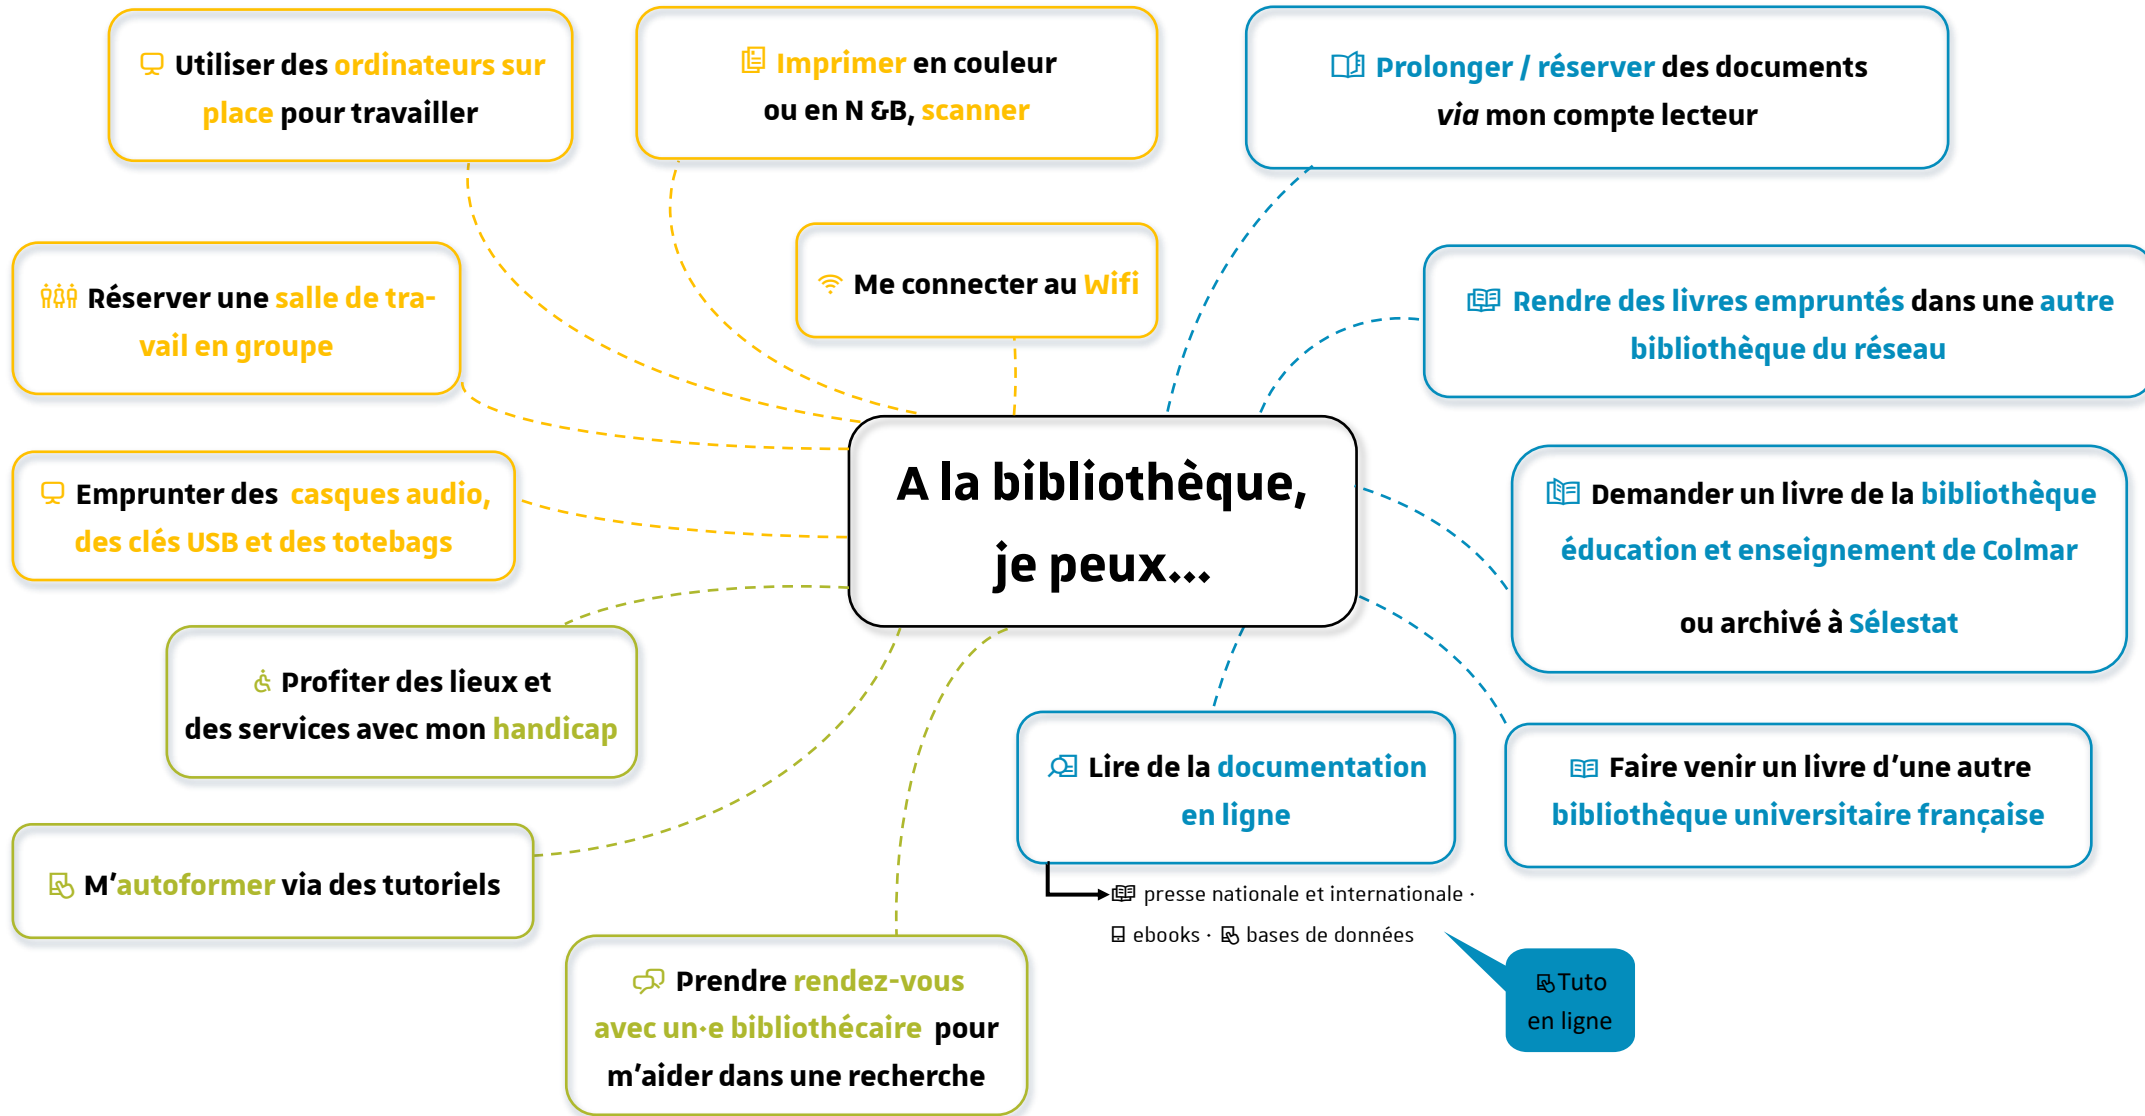 Utiliser des ordinateurs sur
place pour travailler
Imprimer en couleur
ou en N &B, scanner
Prolonger / réserver des documents
via mon compte lecteur
Réserver une salle de tra-
vail en groupe
Me connecter au Wifi
Rendre des livres empruntés dans une autre
bibliothèque du réseau
Emprunter des casques audio,
des clés USB et des totebags
A la bibliothèque,
je peux...
Demander un livre de la bibliothèque
éducation et enseignement de Colmar
ou archivé à Sélestat
Profiter des lieux et
des services avec mon handicap
Lire de la documentation
en ligne
Faire venir un livre d'une autre
bibliothèque universitaire française
M'autoformer via des tutoriels
presse nationale et internationale ·
ebooks · bases de données
Prendre rendez-vous
avec un·e bibliothécaire pour
m'aider dans une recherche
Tuto
en ligne